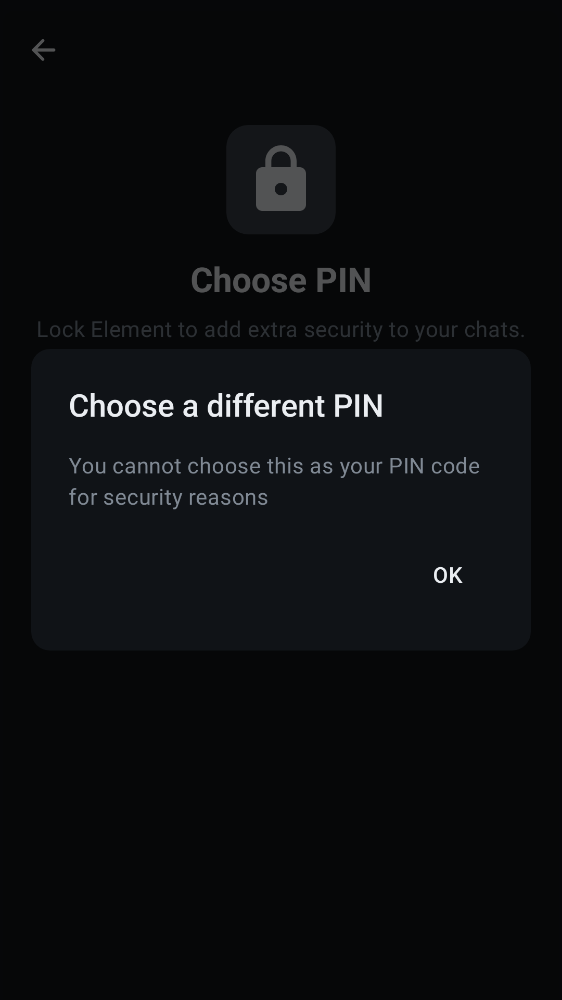 Choose PIN
Lock Element to add extra security to your chats.
Choose a different PIN
You cannot choose this as your PIN code
for security reasons
OK